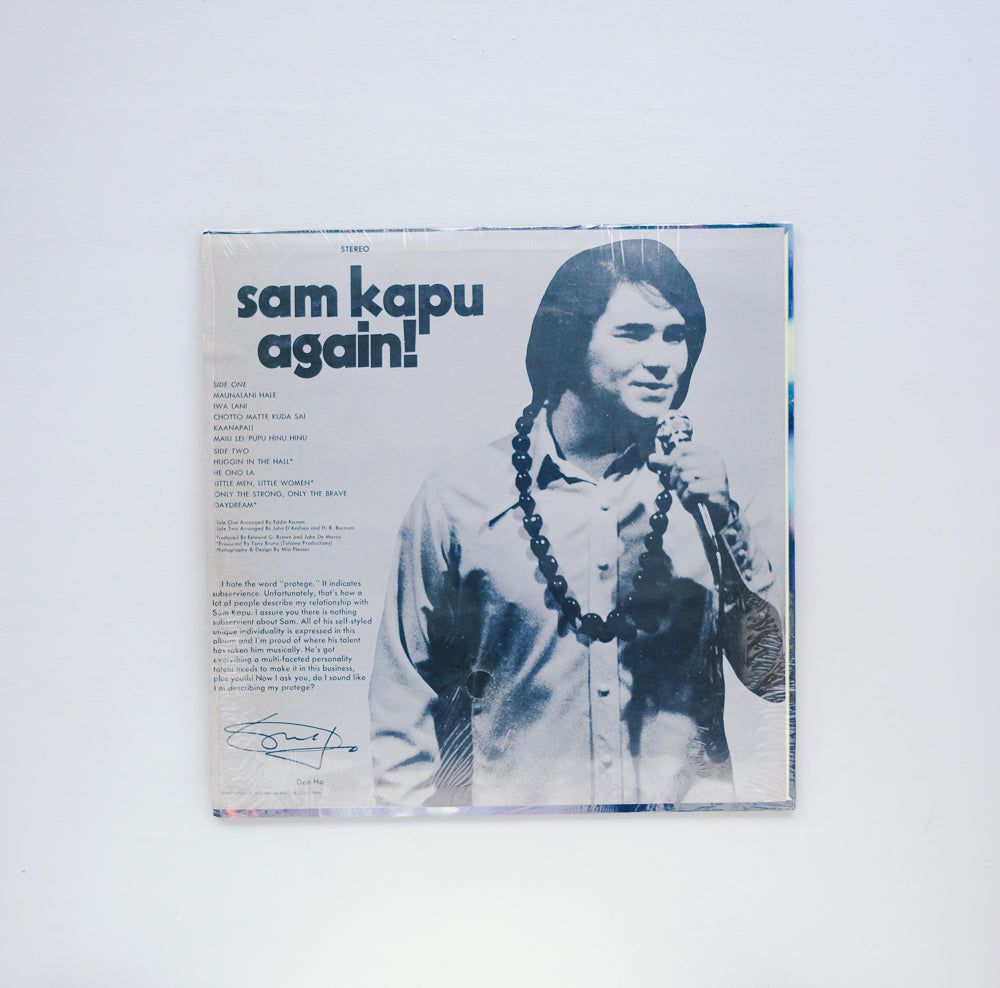 STEREO
sam kapu
again!
SIDE ONE
MAUNALANI HALE
IWA LANI
CHOTTO MATTE KUDA SAI
KAANAPALI
MAILI LEI/PUPU HINU HINU
SIDE TWO
HUGGIN IN THE HALL*
HE ONO LA
LITTLE MEN, LITTLE WOMEN*
ONLY THE STRONG, ONLY THE BRAVE
DAYDREAM*
Side One Arranged By Eddie Karam
Side Two Arranged By John D'Andrea and H. B. Barnum
Produced By Edward G. Brown and John De Marco
*Produced By Tony Bruno (Talaina Productions)
Photography & Design By Mia Pleuser
I hate the word "protege." It indicates
subservience. Unfortunately, that's how a
lot of people describe my relationship with
Sam Kapu. I assure you there is nothing
subservient about Sam. All of his self-styled
unique individuality is expressed in this
album and I'm proud of where his talent
has taken him musically. He's got
everything a multi-faceted personality
talent needs to make it in this business,
plus youth! Now I ask you, do I sound like
I'm describing my protege?
Don Ho